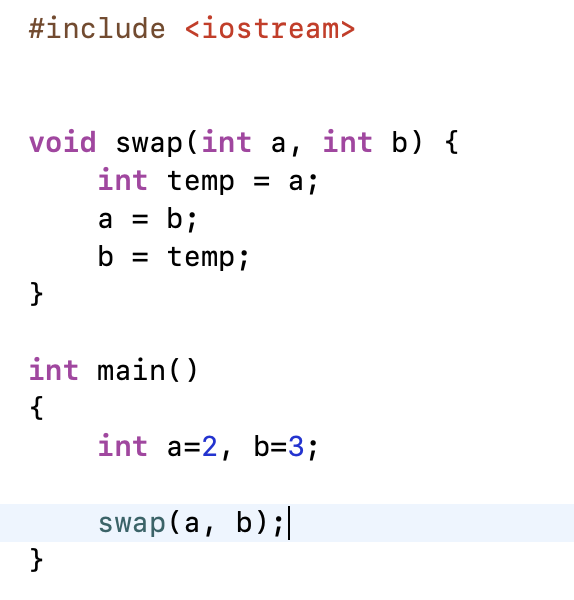 #include <iostream>
void swap(int a, int b) {
    int temp = a;
    a = b;
    b = temp;
}
int main()
{
    int a=2, b=3;
    swap(a, b);
}